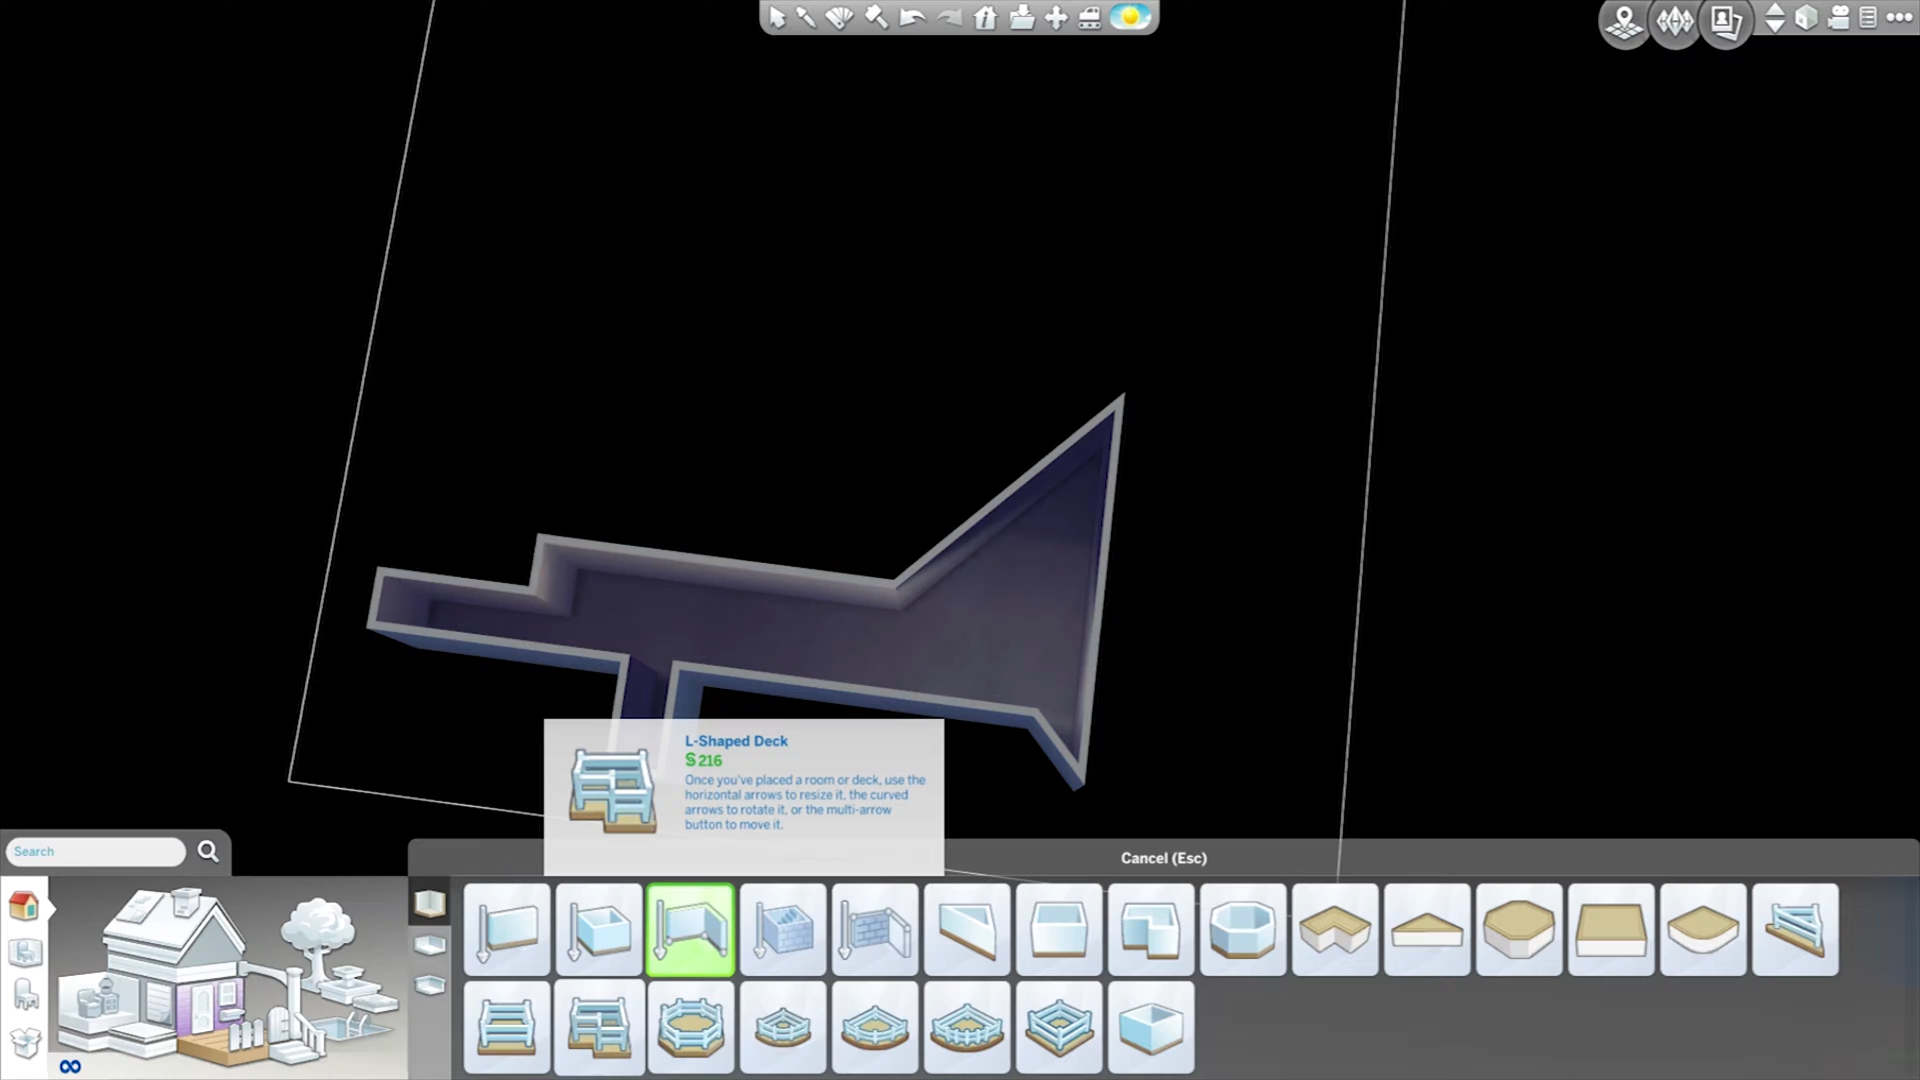 L-Shaped Deck
§216
Once you've placed a room or deck, use the
horizontal arrows to resize it, the curved
arrows to rotate it, or the multi-arrow
button to move it.
Search
Cancel (Esc)